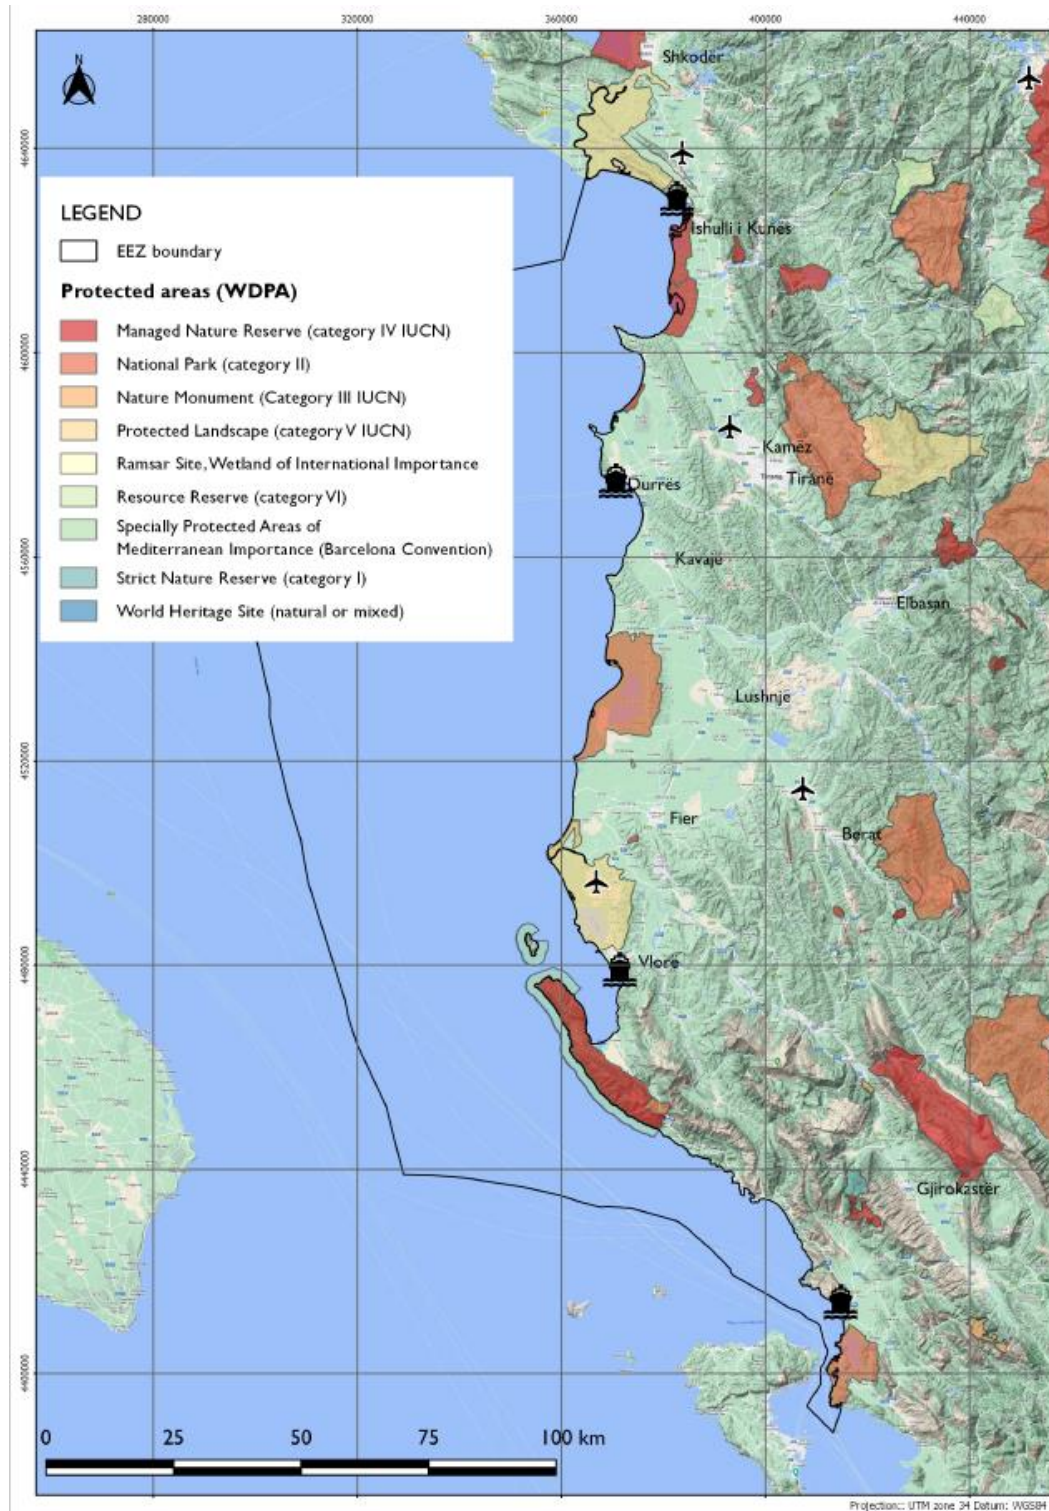 280000
320000
360000
400000
440000
N
Shkodër
4640000
LEGEND
EEZ boundary
Ishulli i Kunës
Protected areas (WDPA)
Managed Nature Reserve (category IV IUCN)
4600000
National Park (category II)
Nature Monument (Category III IUCN)
Protected Landscape (category V IUCN)
Kamëz
Ramsar Site, Wetland of International Importance
Tiranë
Durrës
Resource Reserve (category VI)
Specially Protected Areas of
Mediterranean Importance (Barcelona Convention)
4560000
Kavajë
Strict Nature Reserve (category I)
Elbasan
World Heritage Site (natural or mixed)
Lushnje
4520000
Fier
Berat
4480000
Vlorë
4440000
Gjirokastër
4400000
0 25 50 75 100 km
Projection:: UTM zone 34 Datum: WGS84